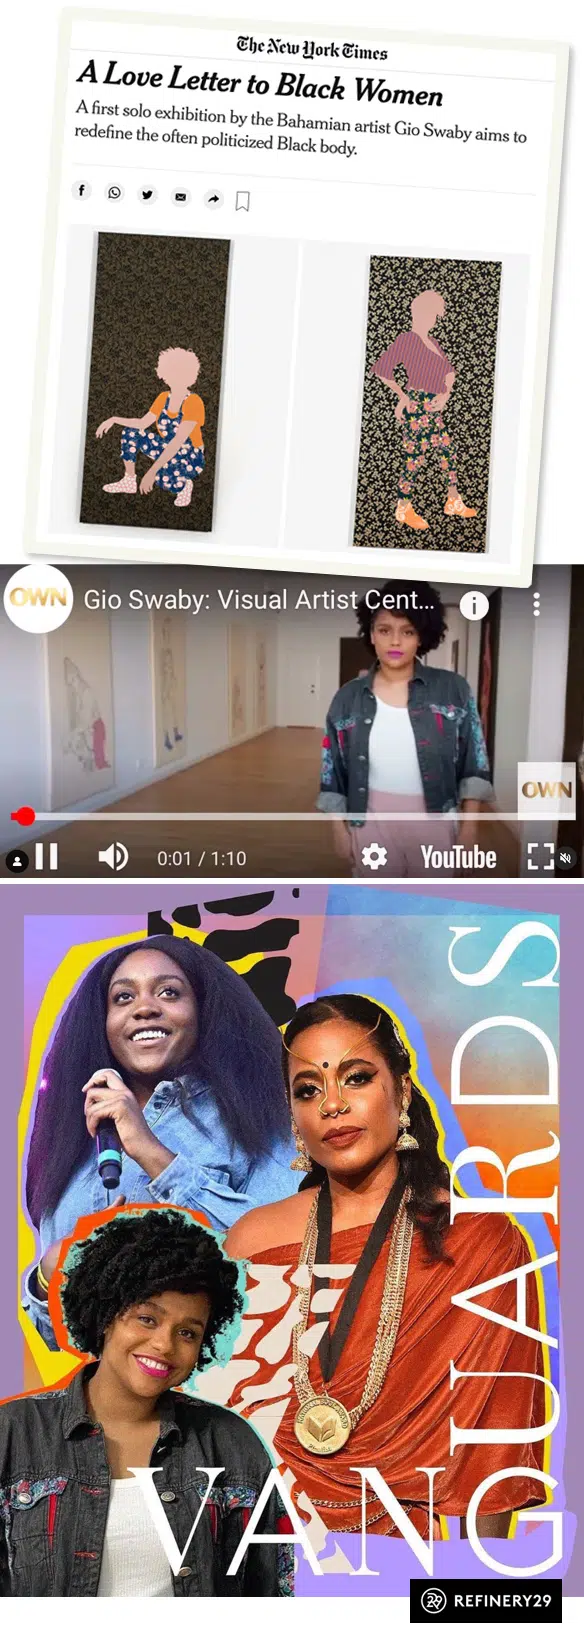 The New York Times
A Love Letter to Black Women
A first solo exhibition by the Bahamian artist Gio Swaby aims to
redefine the often politicized Black body.
OWN
Gio Swaby: Visual Artist Cent...
OWN
0:01 / 1:10
YouTube
VANGUARDS
29
REFINERY29